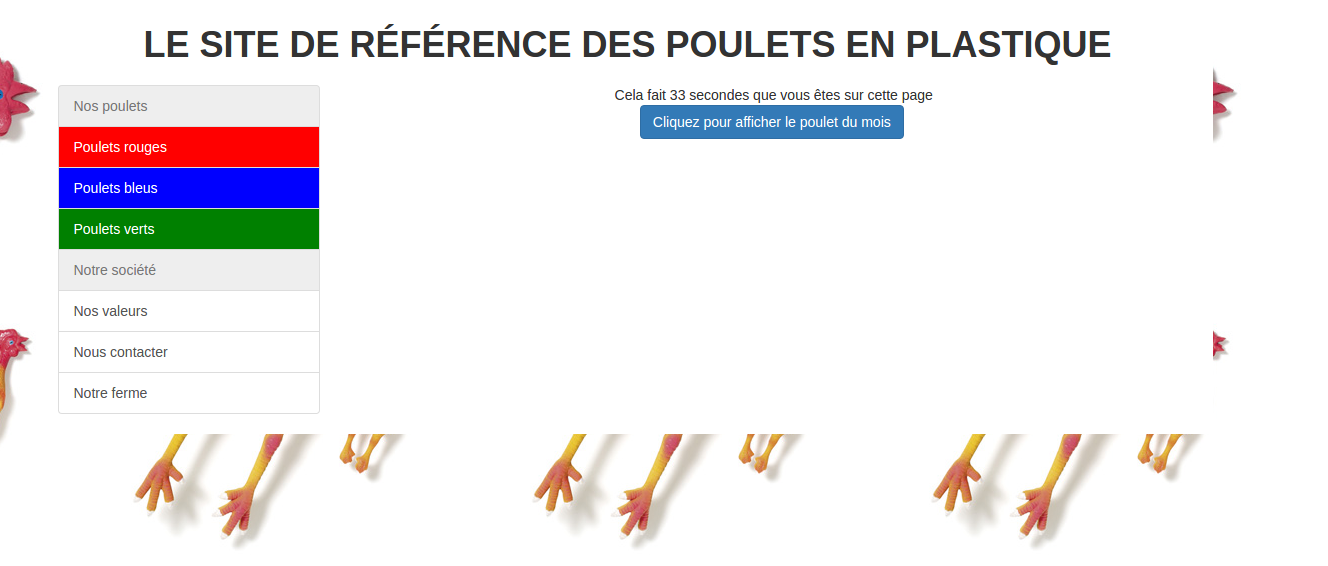 LE SITE DE RÉFÉRENCE DES POULETS EN PLASTIQUE
Nos poulets
Poulets rouges
Poulets bleus
Poulets verts
Notre société
Nos valeurs
Nous contacter
Notre ferme
Cela fait 33 secondes que vous êtes sur cette page
Cliquez pour afficher le poulet du mois